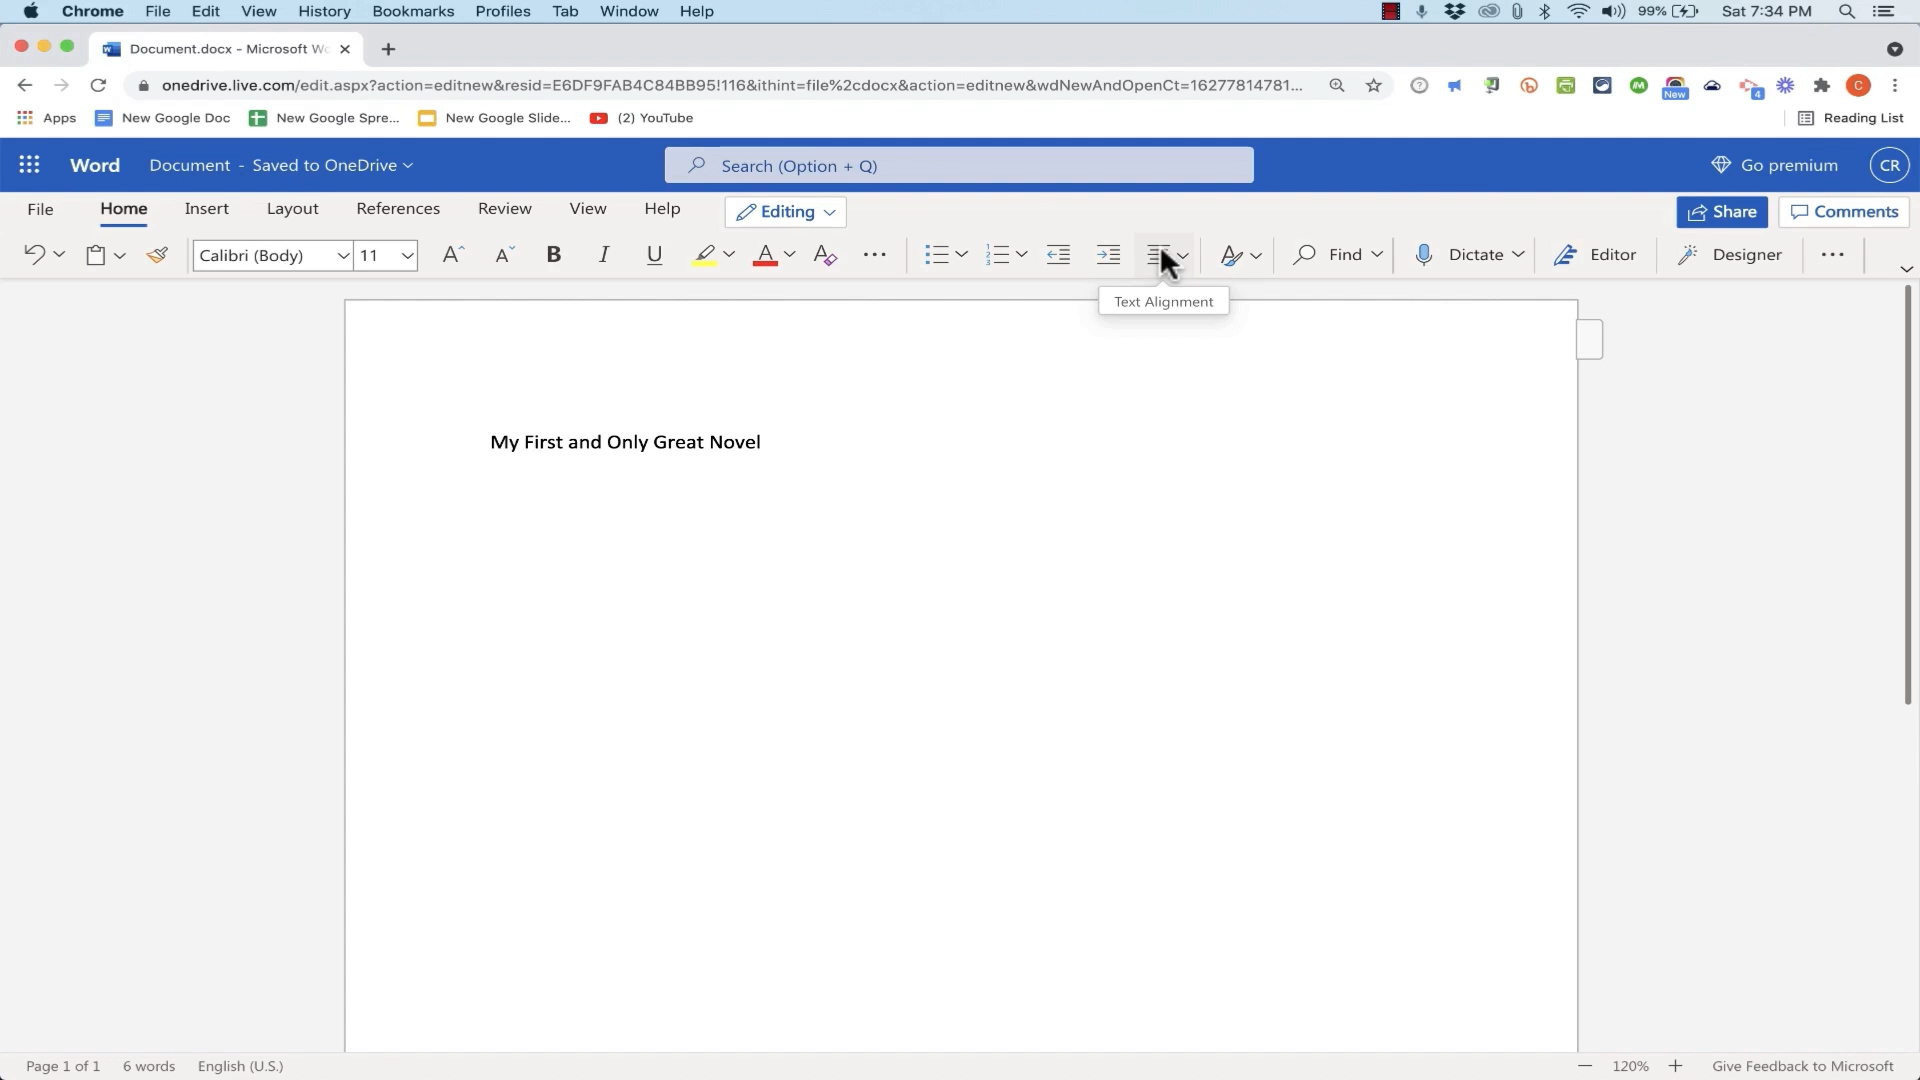 Chrome File Edit View History Bookmarks Profiles Tab Window Help 99% Sat 7:34 PM
Document.docx - Microsoft Wo
onedrive.live.com/edit.aspx?action=editnew&resid=E6DF9FAB4C84BB95!116&ithint=file%2cdocx&action=editnew&wdNewAndOpenCt=16277814781... New 4 C
Apps New Google Doc New Google Spre... New Google Slide... (2) YouTube Reading List
Word Document - Saved to OneDrive Search (Option + Q) Go premium CR
File Home Insert Layout References Review View Help Editing Share Comments
Calibri (Body) 11 A A B I U A A ... Find Dictate Editor Designer ...
Text Alignment
My First and Only Great Novel
Page 1 of 1 6 words English (U.S.) 120% Give Feedback to Microsoft